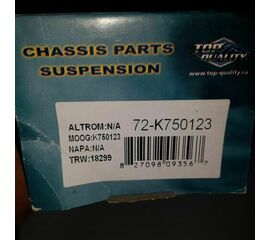 CHASSIS PARTS
SUSPENSION
TOP QUALITY
www.top-quality.ca
ALTROM:N/A
72-K750123
MOOG:K750123
NAPA:N/A
TRW:18299
8 27098 09356 7